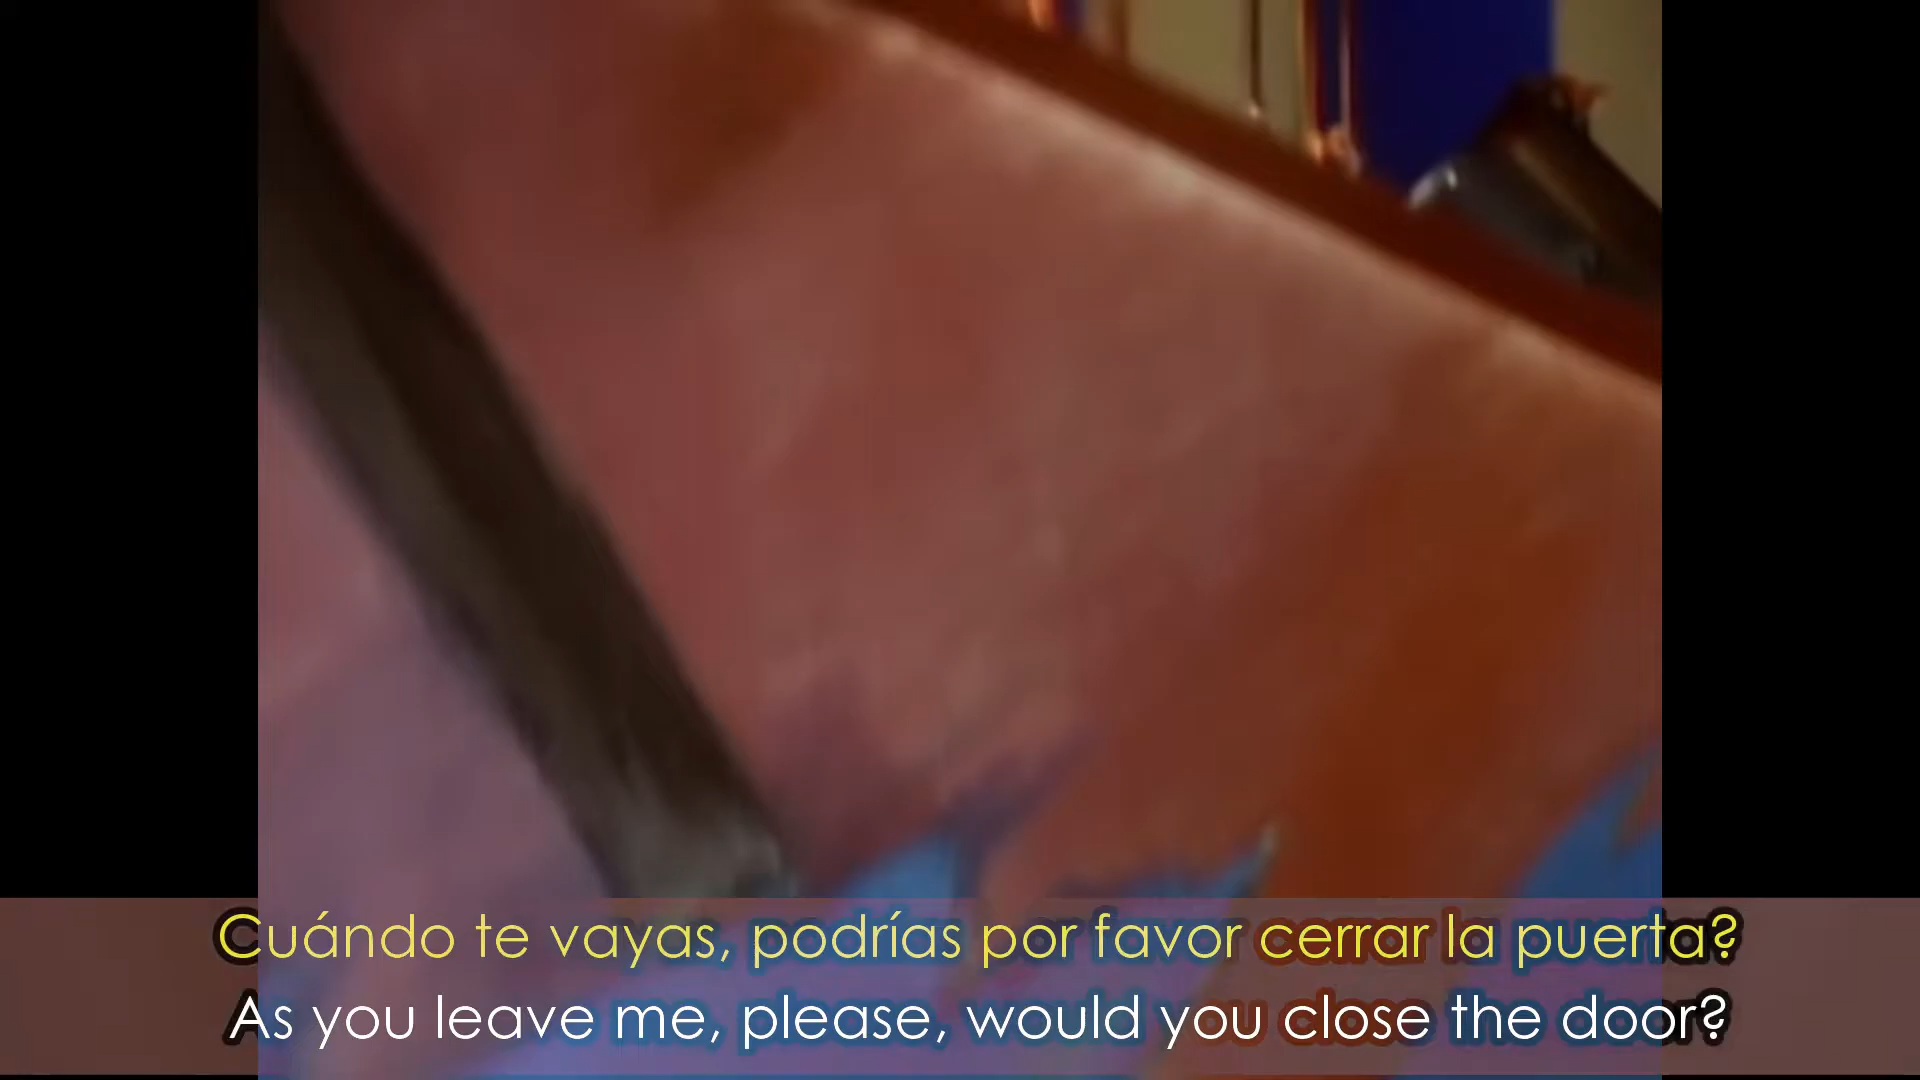 Cuándo te vayas, podrías por favor cerrar la puerta?
As you leave me, please, would you close the door?